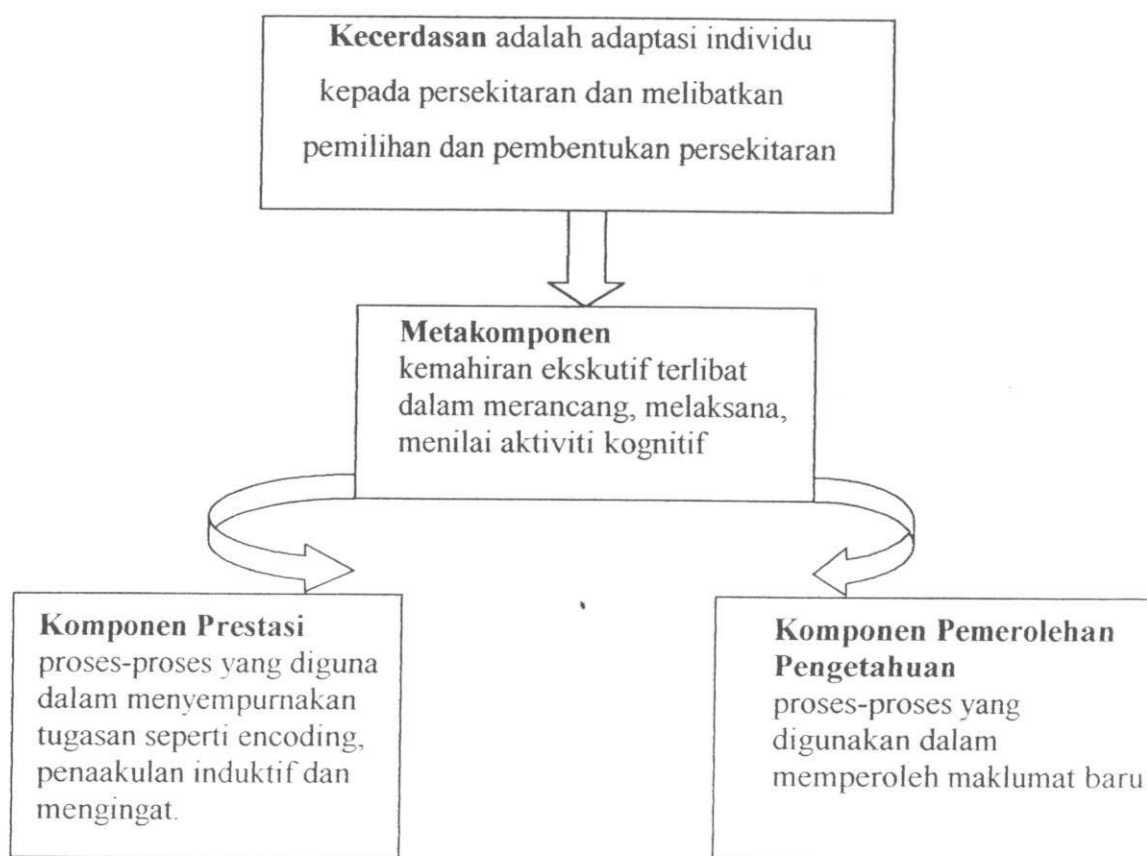 Kecerdasan adalah adaptasi individu
kepada persekitaran dan melibatkan
pemilihan dan pembentukan persekitaran
Metakomponen
kemahiran ekskutif terlibat
dalam merancang, melaksana,
menilai aktiviti kognitif
Komponen Prestasi
proses-proses yang diguna
dalam menyempurnakan
tugasan seperti encoding,
penaakulan induktif dan
mengingat.
Komponen Pemerolehan
Pengetahuan
proses-proses yang
digunakan dalam
memperoleh maklumat baru